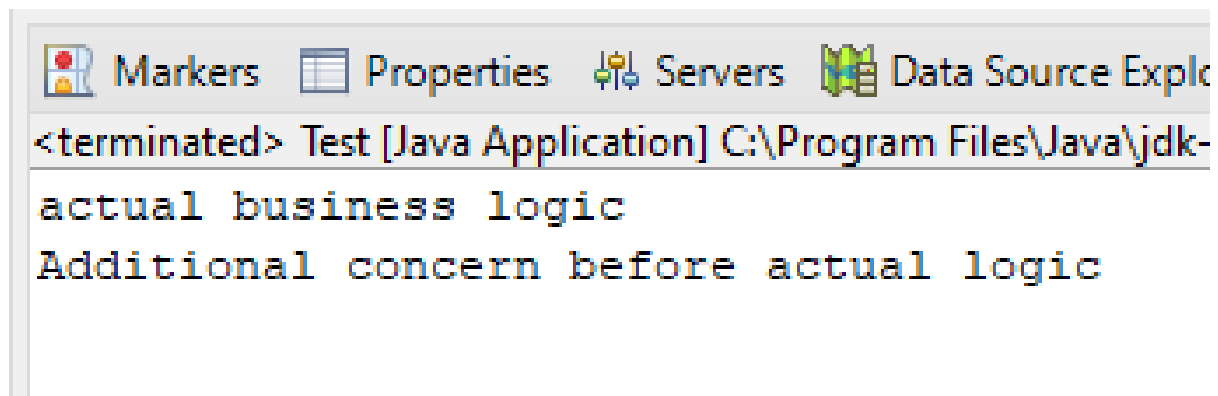 Markers Properties Servers Data Source Explo
<terminated> Test [Java Application] C:\Program Files\Java\jdk-
actual business logic
Additional concern before actual logic